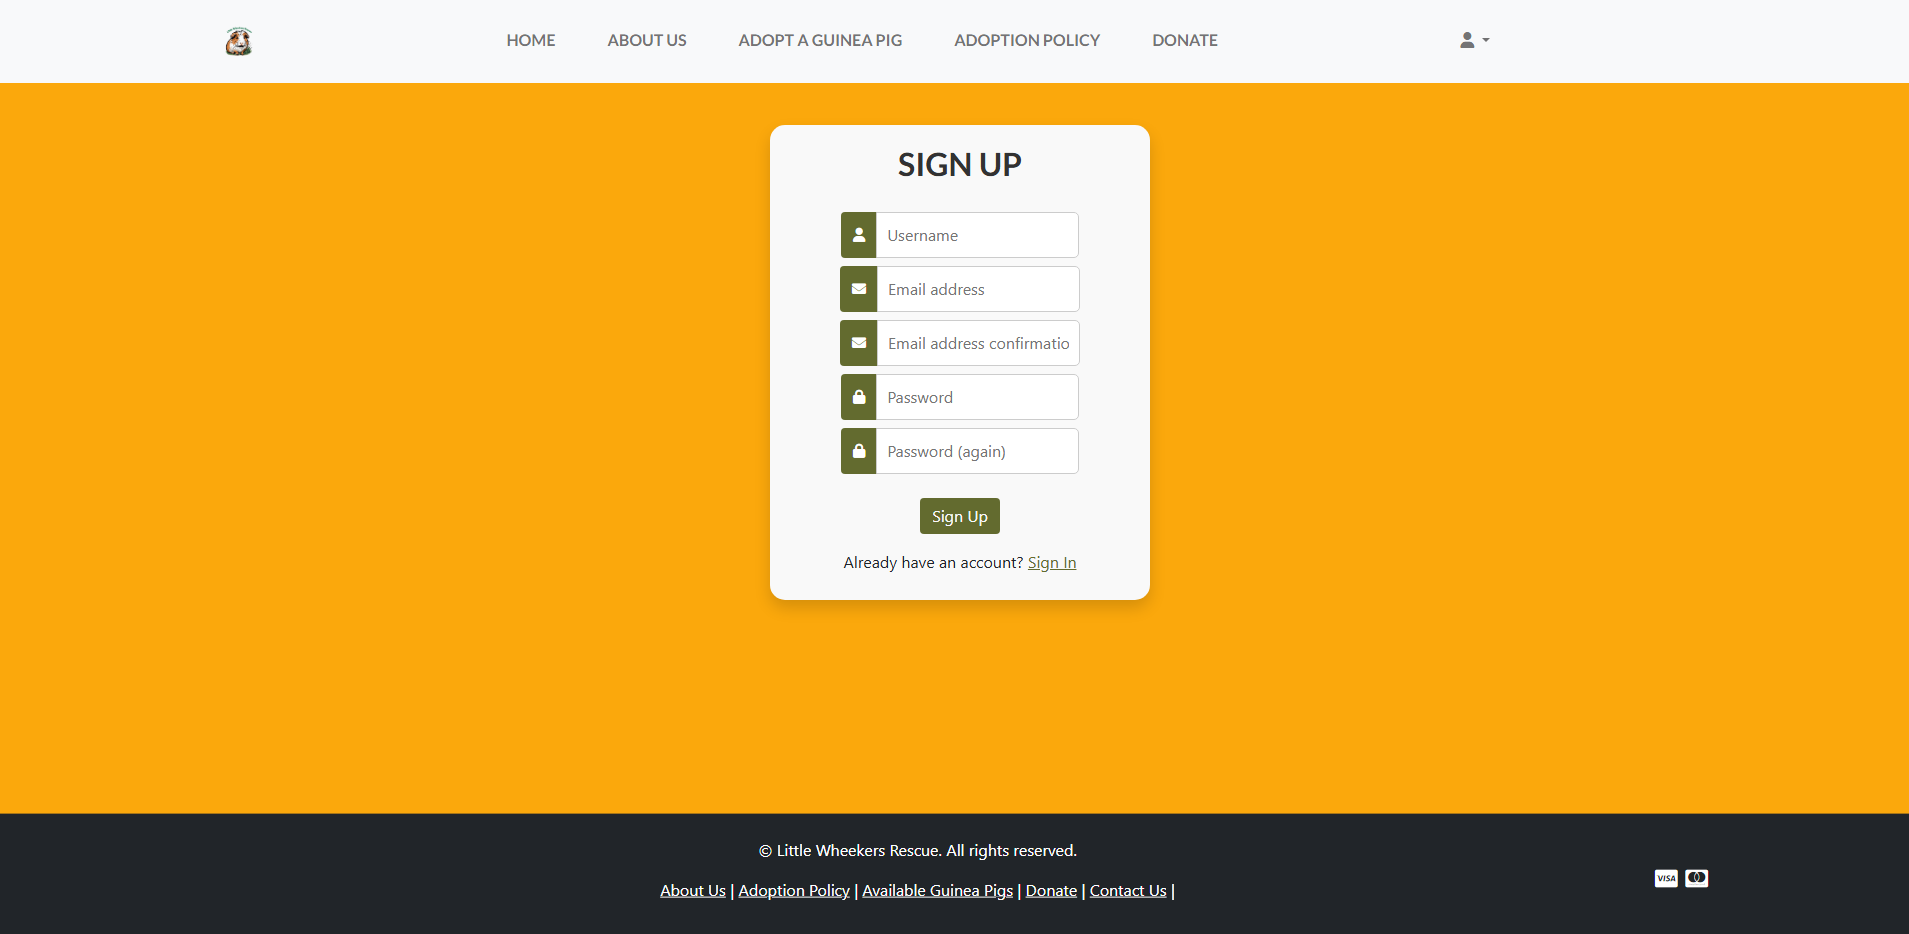 HOME ABOUT US ADOPT A GUINEA PIG ADOPTION POLICY DONATE
SIGN UP
Username
Email address
Email address confirmatio
Password
Password (again)
Sign Up
Already have an account? Sign In
© Little Wheekers Rescue. All rights reserved.
About Us | Adoption Policy | Available Guinea Pigs | Donate | Contact Us |
VISA